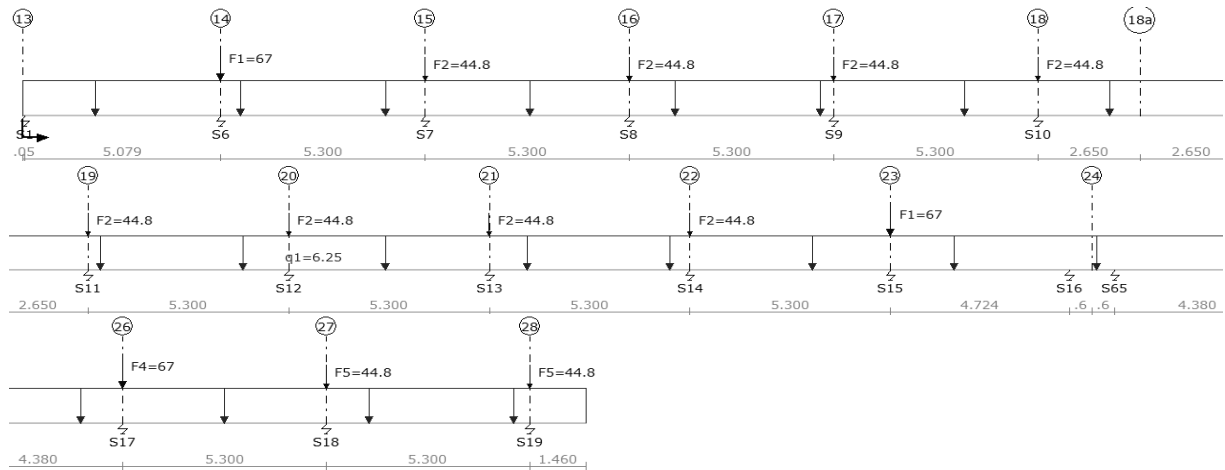 13 14 15 16 17 18 18a
F1=67 F2=44.8 F2=44.8 F2=44.8 F2=44.8
S1 S6 S7 S8 S9 S10
.05 5.079 5.300 5.300 5.300 5.300 2.650 2.650
19 20 21 22 23 24
F2=44.8 F2=44.8 F2=44.8 F2=44.8 F1=67
q1=6.25
S11 S12 S13 S14 S15 S16 S65
2.650 5.300 5.300 5.300 5.300 4.724 .6 .6 4.380
26 27 28
F4=67 F5=44.8 F5=44.8
S17 S18 S19
4.380 5.300 5.300 1.460